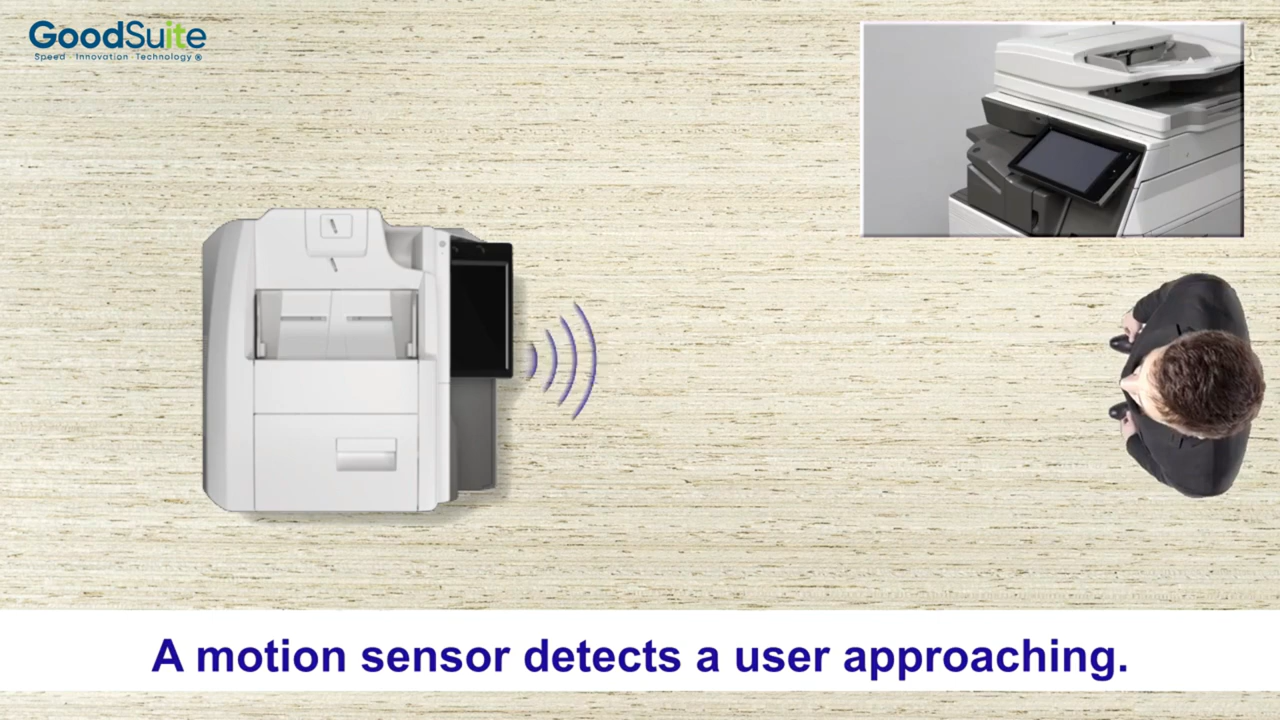 GoodSuite
Speed · Innovation · Technology ®
A motion sensor detects a user approaching.